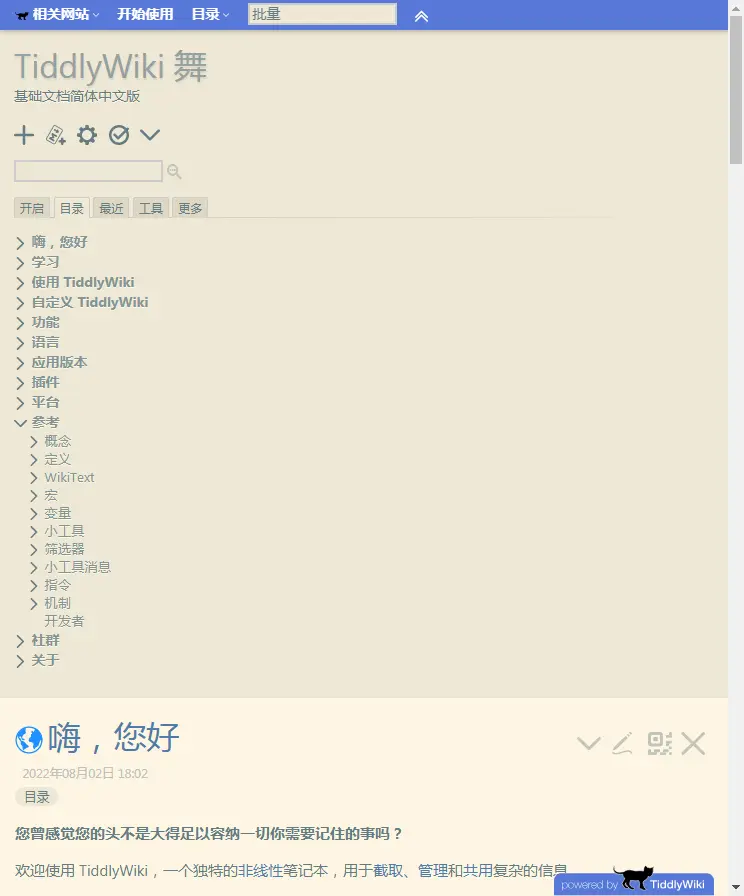 相关网站 开始使用 目录 批量
TiddlyWiki 舞
基础文档简体中文版
开启 目录 最近 工具 更多
嗨，您好
学习
使用 TiddlyWiki
自定义 TiddlyWiki
功能
语言
应用版本
插件
平台
参考
概念
定义
WikiText
宏
变量
小工具
筛选器
小工具消息
指令
机制
开发者
社群
关于
嗨，您好
2022年08月02日 18:02
目录
您曾感觉您的头不是大得足以容纳一切你需要记住的事吗？
欢迎使用 TiddlyWiki，一个独特的非线性笔记本，用于截取、管理和共用复杂的信息
powered by TiddlyWiki